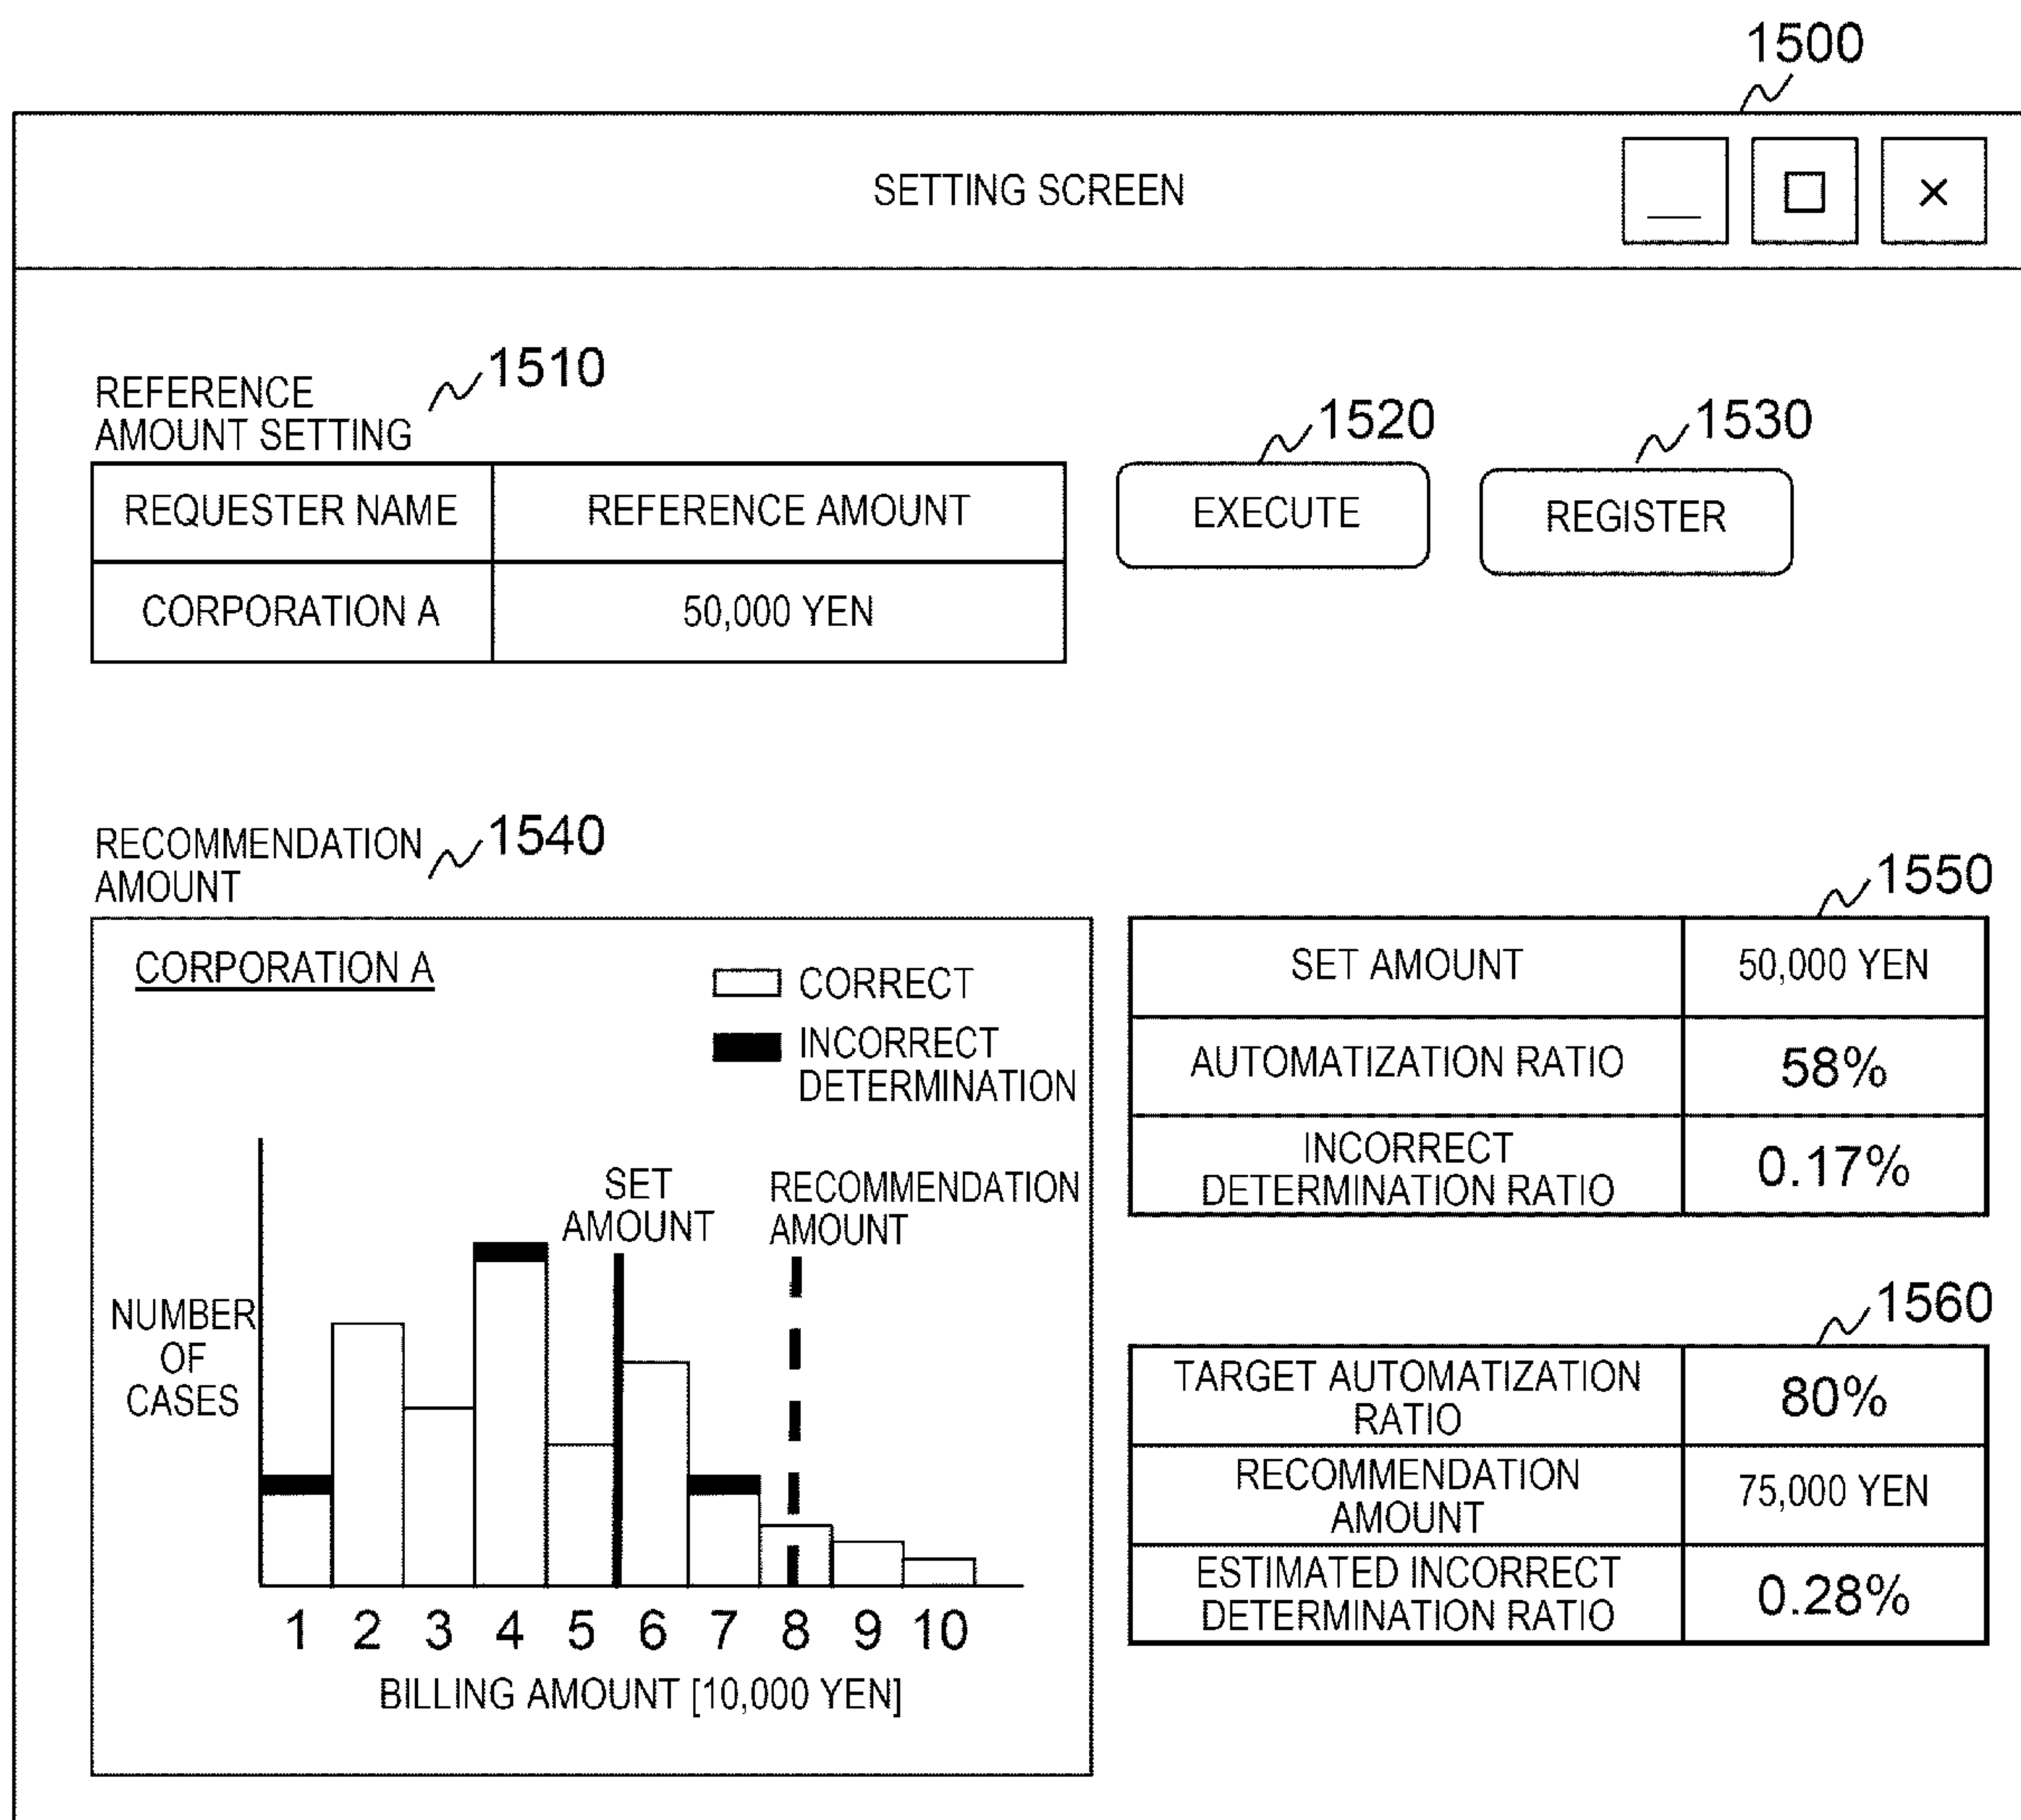 1500
SETTING SCREEN
_ □ ×
REFERENCE
AMOUNT SETTING
1510
REQUESTER NAME REFERENCE AMOUNT
CORPORATION A 50,000 YEN
1520
EXECUTE
1530
REGISTER
RECOMMENDATION
AMOUNT
1540
CORPORATION A
CORRECT
INCORRECT
DETERMINATION
SET
AMOUNT
RECOMMENDATION
AMOUNT
NUMBER
OF
CASES
1 2 3 4 5 6 7 8 9 10
BILLING AMOUNT [10,000 YEN]
1550
SET AMOUNT 50,000 YEN
AUTOMATIZATION RATIO 58%
INCORRECT
DETERMINATION RATIO 0.17%
1560
TARGET AUTOMATIZATION
RATIO 80%
RECOMMENDATION
AMOUNT 75,000 YEN
ESTIMATED INCORRECT
DETERMINATION RATIO 0.28%